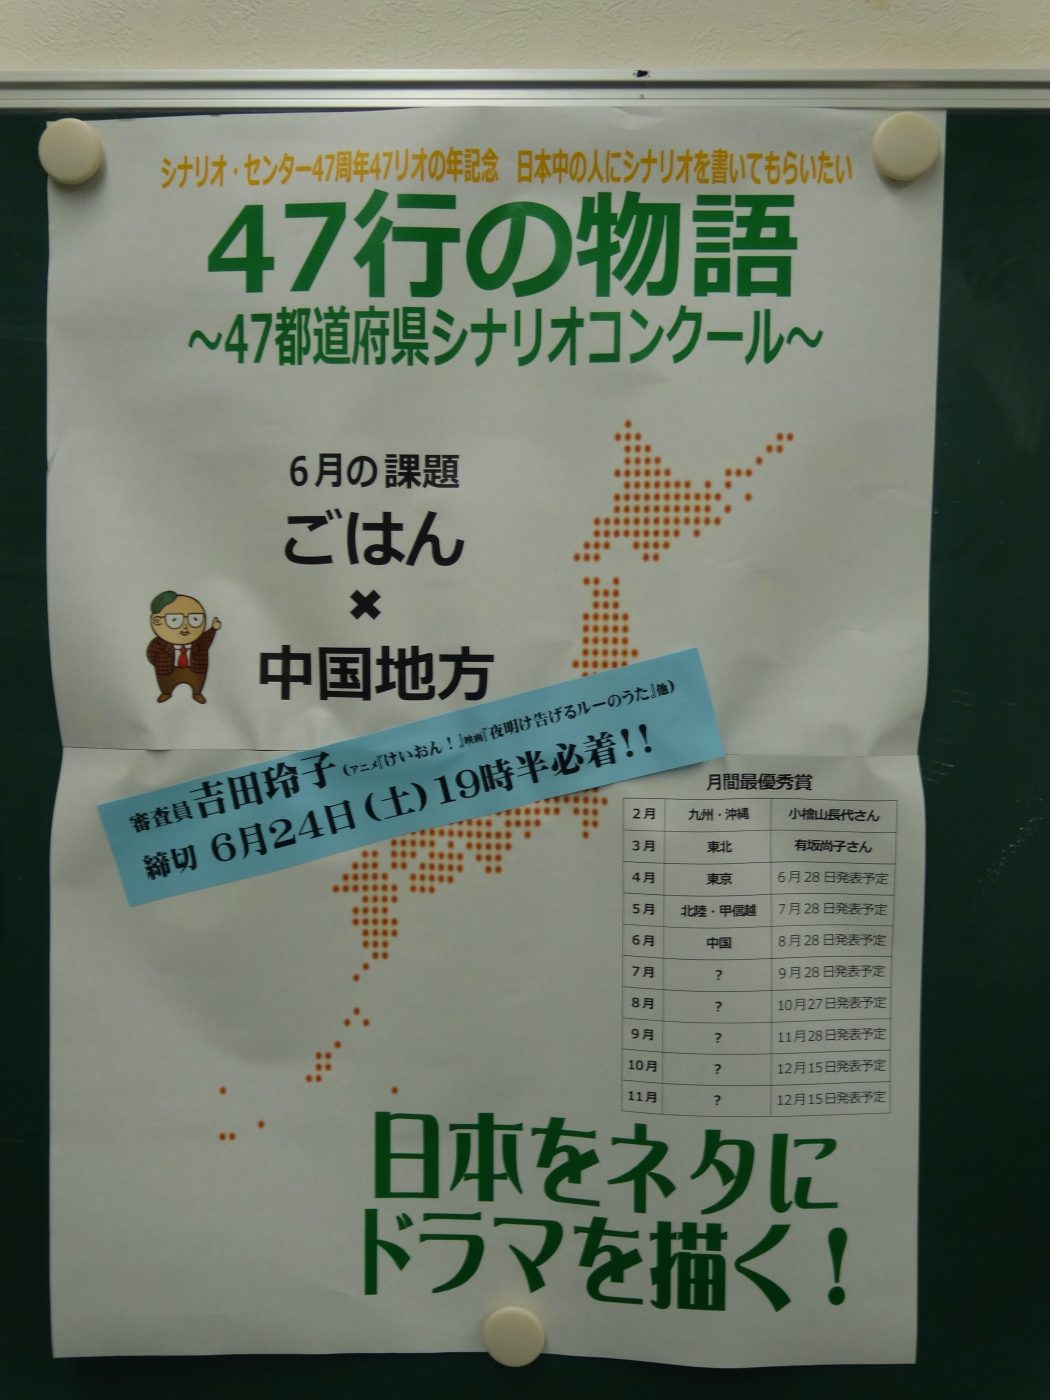 シナリオ・センター47周年47リオの年記念　日本中の人にシナリオを書いてもらいたい
47行の物語
～47都道府県シナリオコンクール～
6月の課題
ごはん
×
中国地方
審査員吉田玲子（アニメ『けいおん！』映画『夜明け告げるルーのうた』他）
締切 6月24日（土）19時半必着！！
月間最優秀賞
2月 九州・沖縄 小檜山長代さん
3月 東北 有坂尚子さん
4月 東京 6月28日発表予定
5月 北陸・甲信越 7月28日発表予定
6月 中国 8月28日発表予定
7月 ? 9月28日発表予定
8月 ? 10月27日発表予定
9月 ? 11月28日発表予定
10月 ? 12月15日発表予定
11月 ? 12月15日発表予定
日本をネタに
ドラマを描く！